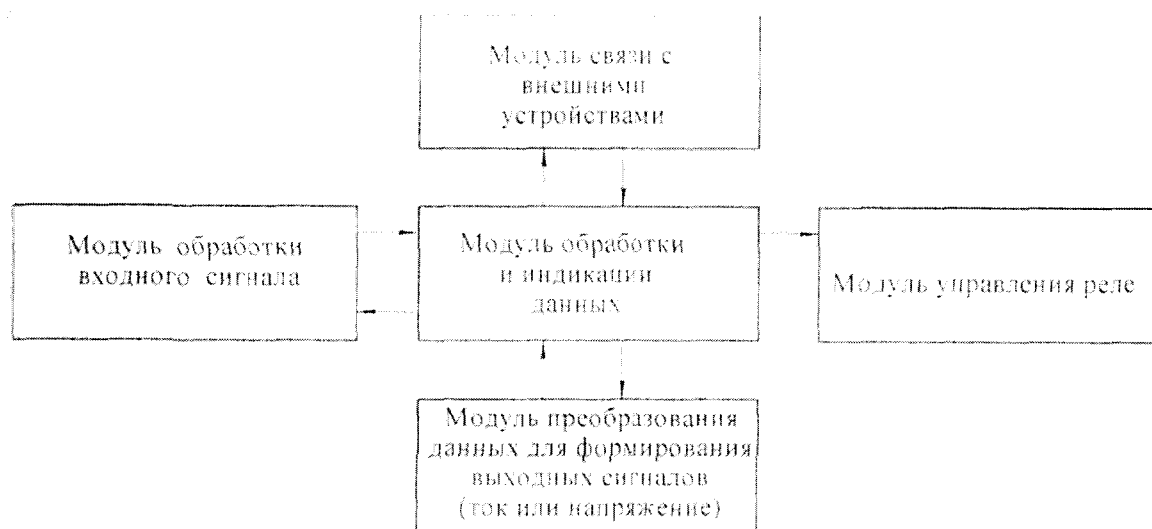 Модуль связи с
внешними
устройствами
Модуль обработки
входного сигнала
Модуль обработки
и индикации
данных
Модуль управления реле
Модуль преобразования
данных для формирования
выходных сигналов
(ток или напряжение)